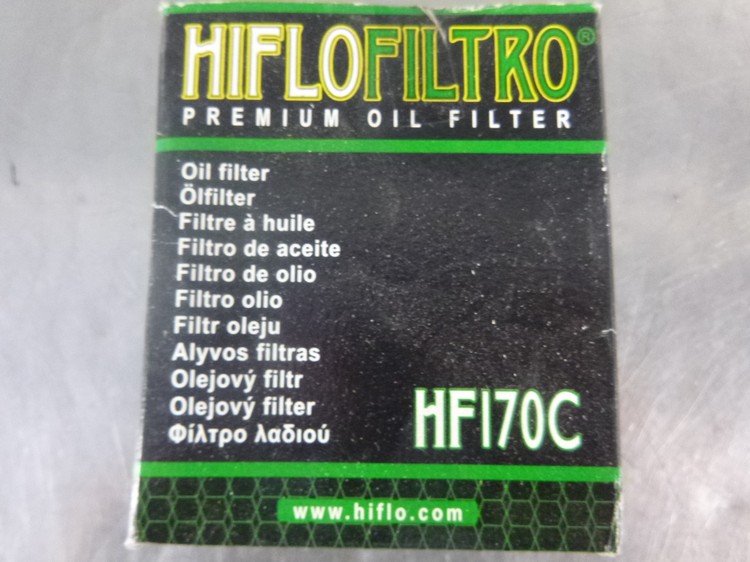 HIFLOFILTRO®
PREMIUM OIL FILTER
Oil filter
Ölfilter
Filtre à huile
Filtro de aceite
Filtro de olio
Filtro olio
Filtr oleju
Alyvos filtras
Olejový filtr
Olejový filter
Φίλτρο λαδιού
HF170C
www.hiflo.com